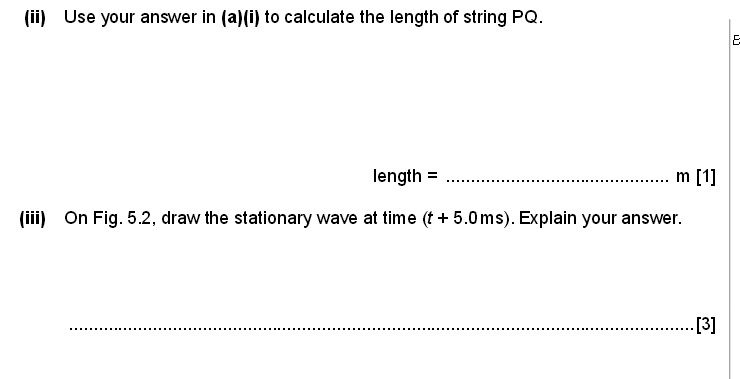 (ii) Use your answer in (a)(i) to calculate the length of string PQ.
length = .............................................. m [1]
(iii) On Fig. 5.2, draw the stationary wave at time (t + 5.0 ms). Explain your answer.
................................................................................................................................[3]